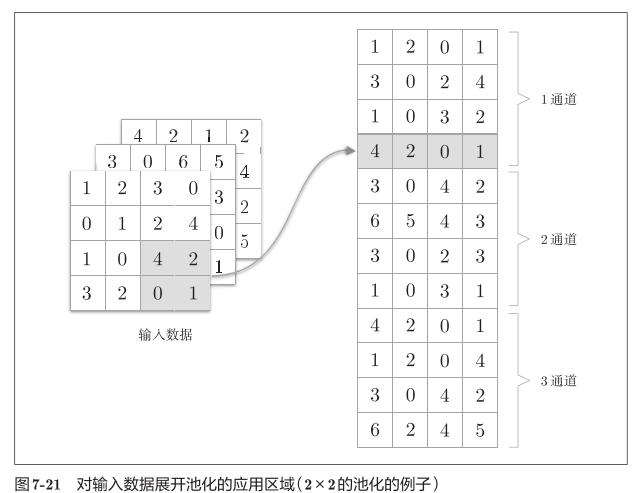 4 2 1 2
3 0 6 5
4
1 2 3 0
3
2
0 1 2 4
0
5
1 0 4 2
1
3 2 0 1
输入数据
1 2 0 1
3 0 2 4
1 0 3 2
4 2 0 1
1 通道
3 0 4 2
6 5 4 3
3 0 2 3
1 0 3 1
2 通道
4 2 0 1
1 2 0 4
3 0 4 2
6 2 4 5
3 通道
图7-21 对输入数据展开池化的应用区域(2×2的池化的例子)